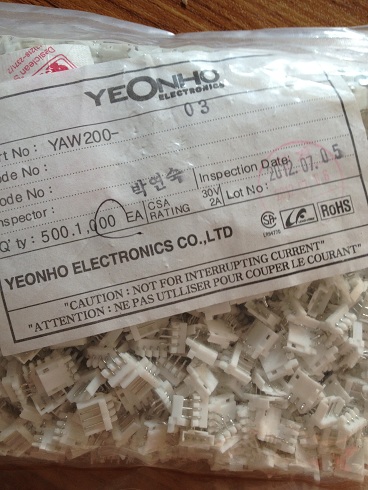 YEONHO
ELECTRONICS
rt No : YAW200- 03
ode No :
ode No :
nspector : 박연숙 CSA RATING 30V 2A
Inspection Date 2012.07.05
Lot No :
Q' ty : 500.1,000 EA
RoHS
YEONHO ELECTRONICS CO.,LTD
"CAUTION : NOT FOR INTERRUPTING CURRENT"
"ATTENTION : NE PAS UTLLISER POUR COUPER LE COURANT"